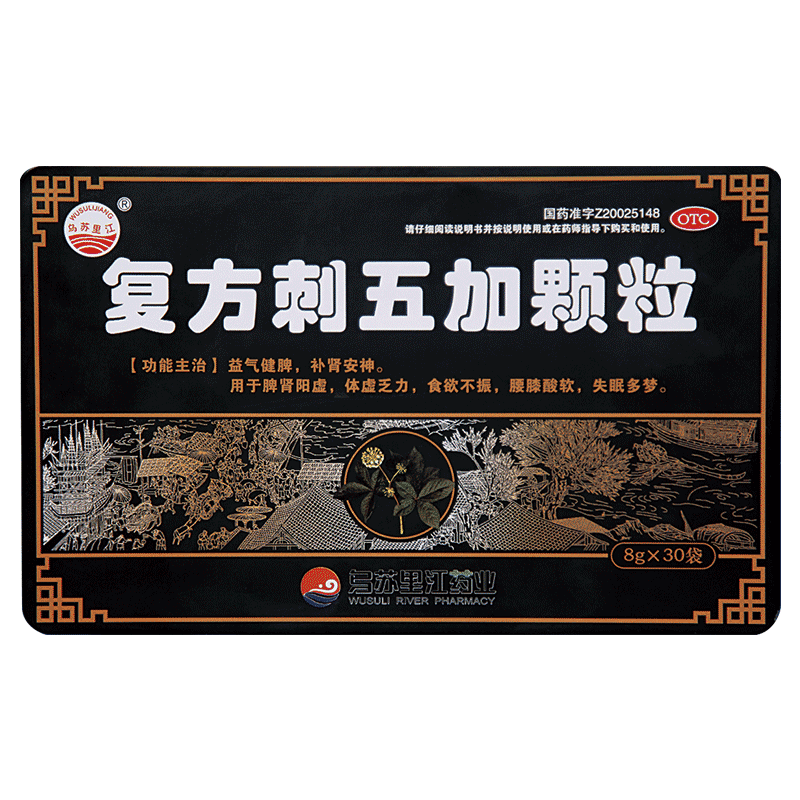 WUSULIJIANG
乌苏里江
®
国药准字Z20025148
OTC
请仔细阅读说明书并按说明使用或在药师指导下购买和使用。
复方刺五加颗粒
【功能主治】益气健脾，补肾安神。
用于脾肾阳虚，体虚乏力，食欲不振，腰膝酸软，失眠多梦。
8g×30袋
乌苏里江药业
WUSULI RIVER PHARMACY